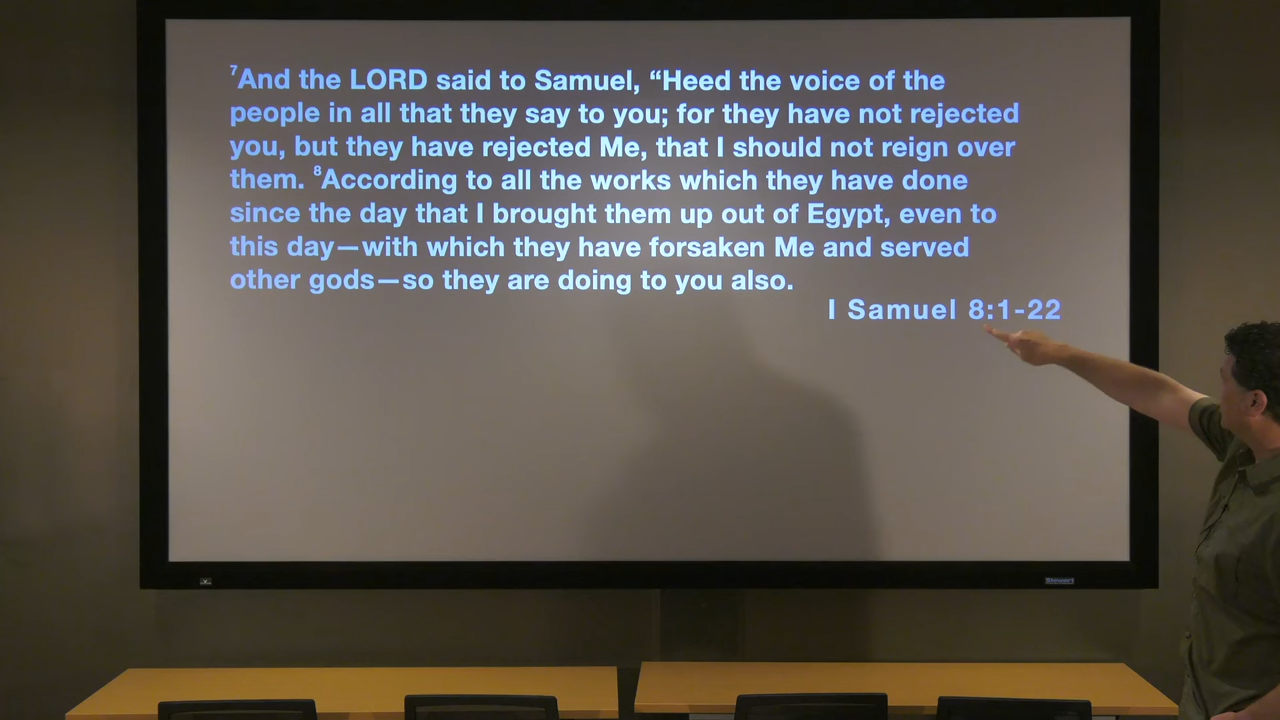 ⁷And the LORD said to Samuel, “Heed the voice of the
people in all that they say to you; for they have not rejected
you, but they have rejected Me, that I should not reign over
them. ⁸According to all the works which they have done
since the day that I brought them up out of Egypt, even to
this day—with which they have forsaken Me and served
other gods—so they are doing to you also.
I Samuel 8:1-22
Stewart